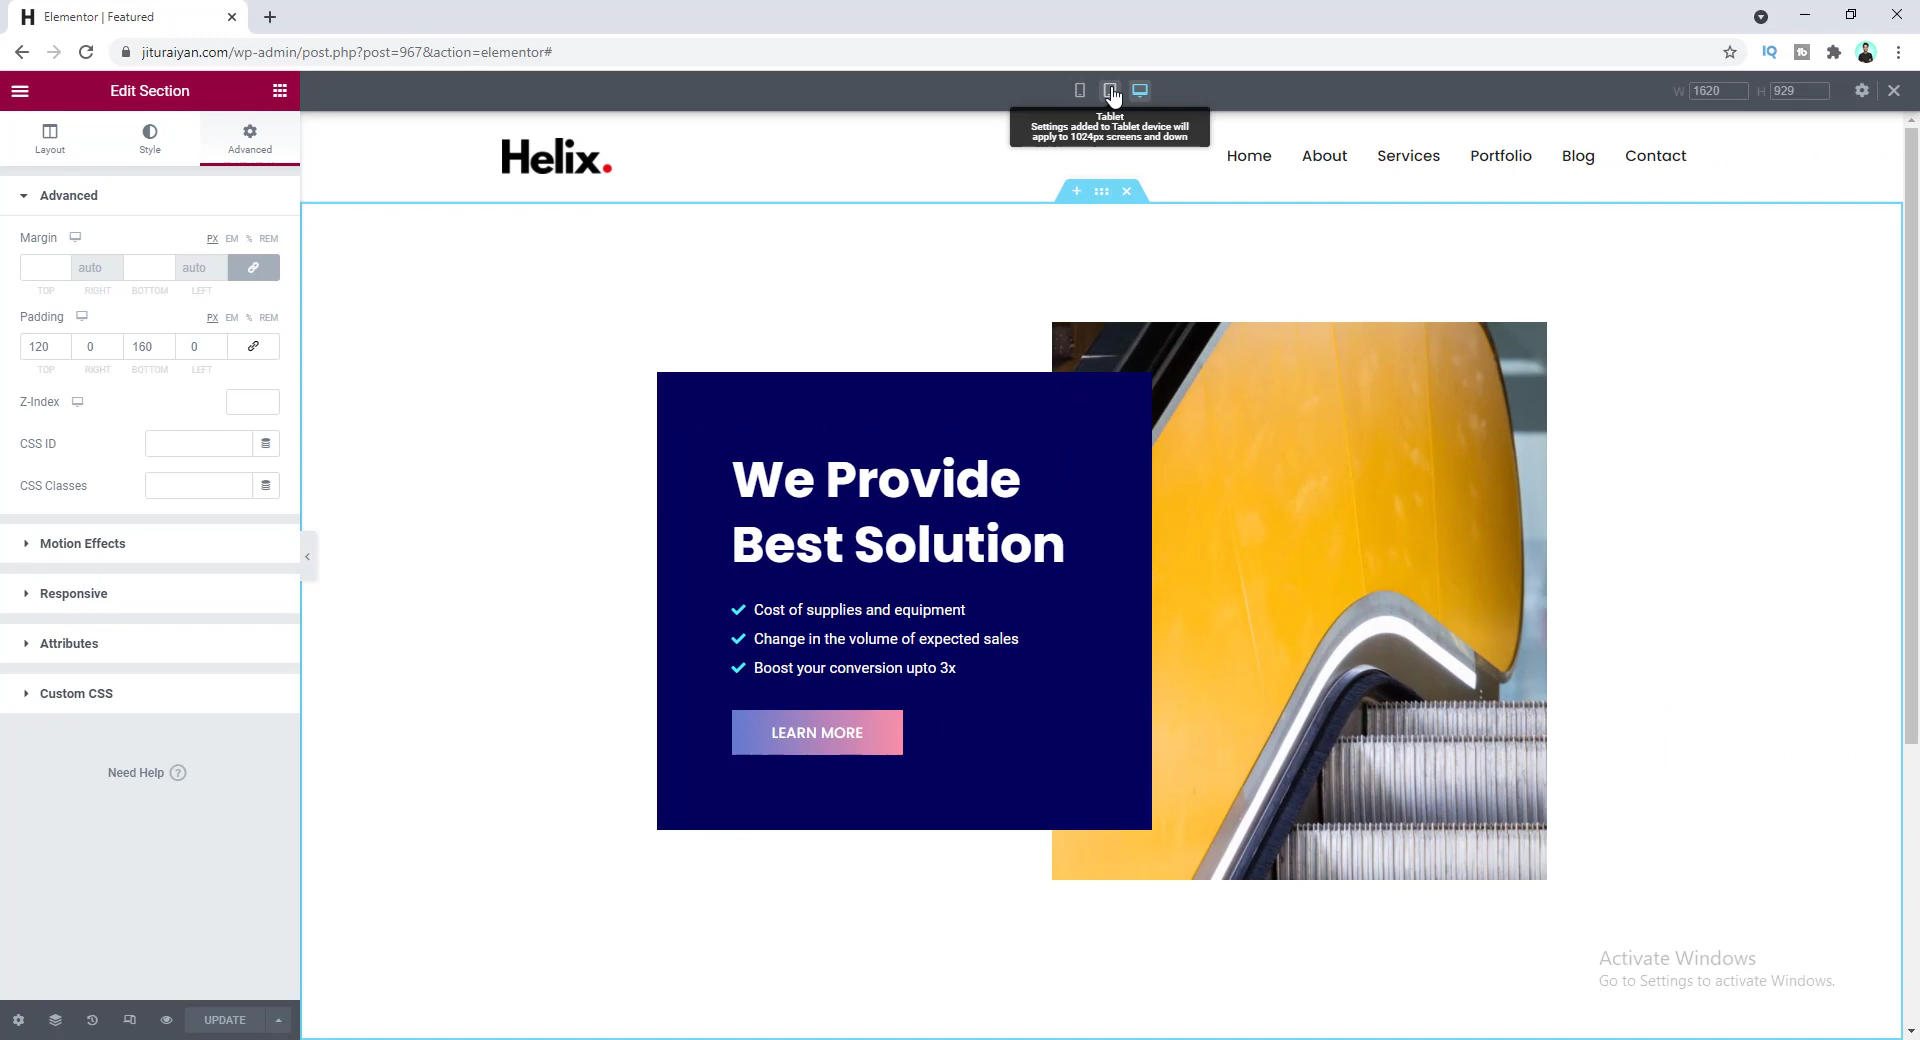 Elementor | Featured
jituraiyan.com/wp-admin/post.php?post=967&action=elementor#
IQ
Edit Section
W 1620 H 929
Layout
Style
Advanced
Tablet
Settings added to Tablet device will
apply to 1024px screens and down
Helix.
Home About Services Portfolio Blog Contact
Advanced
Margin PX EM % REM
auto auto
TOP RIGHT BOTTOM LEFT
Padding PX EM % REM
120 0 160 0
TOP RIGHT BOTTOM LEFT
Z-Index
CSS ID
CSS Classes
Motion Effects
Responsive
Attributes
Custom CSS
Need Help ?
We Provide
Best Solution
Cost of supplies and equipment
Change in the volume of expected sales
Boost your conversion upto 3x
LEARN MORE
Activate Windows
Go to Settings to activate Windows.
UPDATE